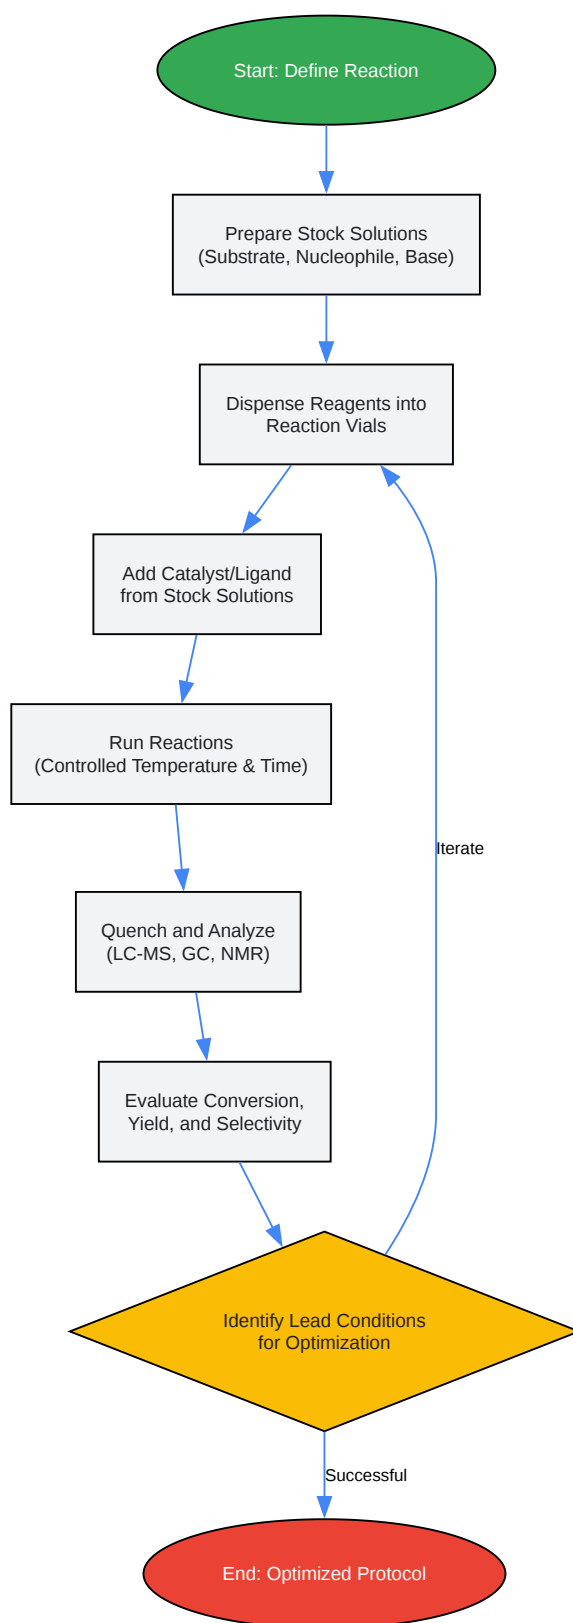 Start: Define Reaction
Prepare Stock Solutions
(Substrate, Nucleophile, Base)
Dispense Reagents into
Reaction Vials
Add Catalyst/Ligand
from Stock Solutions
Run Reactions
(Controlled Temperature & Time)
Iterate
Quench and Analyze
(LC-MS, GC, NMR)
Evaluate Conversion,
Yield, and Selectivity
Identify Lead Conditions
for Optimization
Successful
End: Optimized Protocol